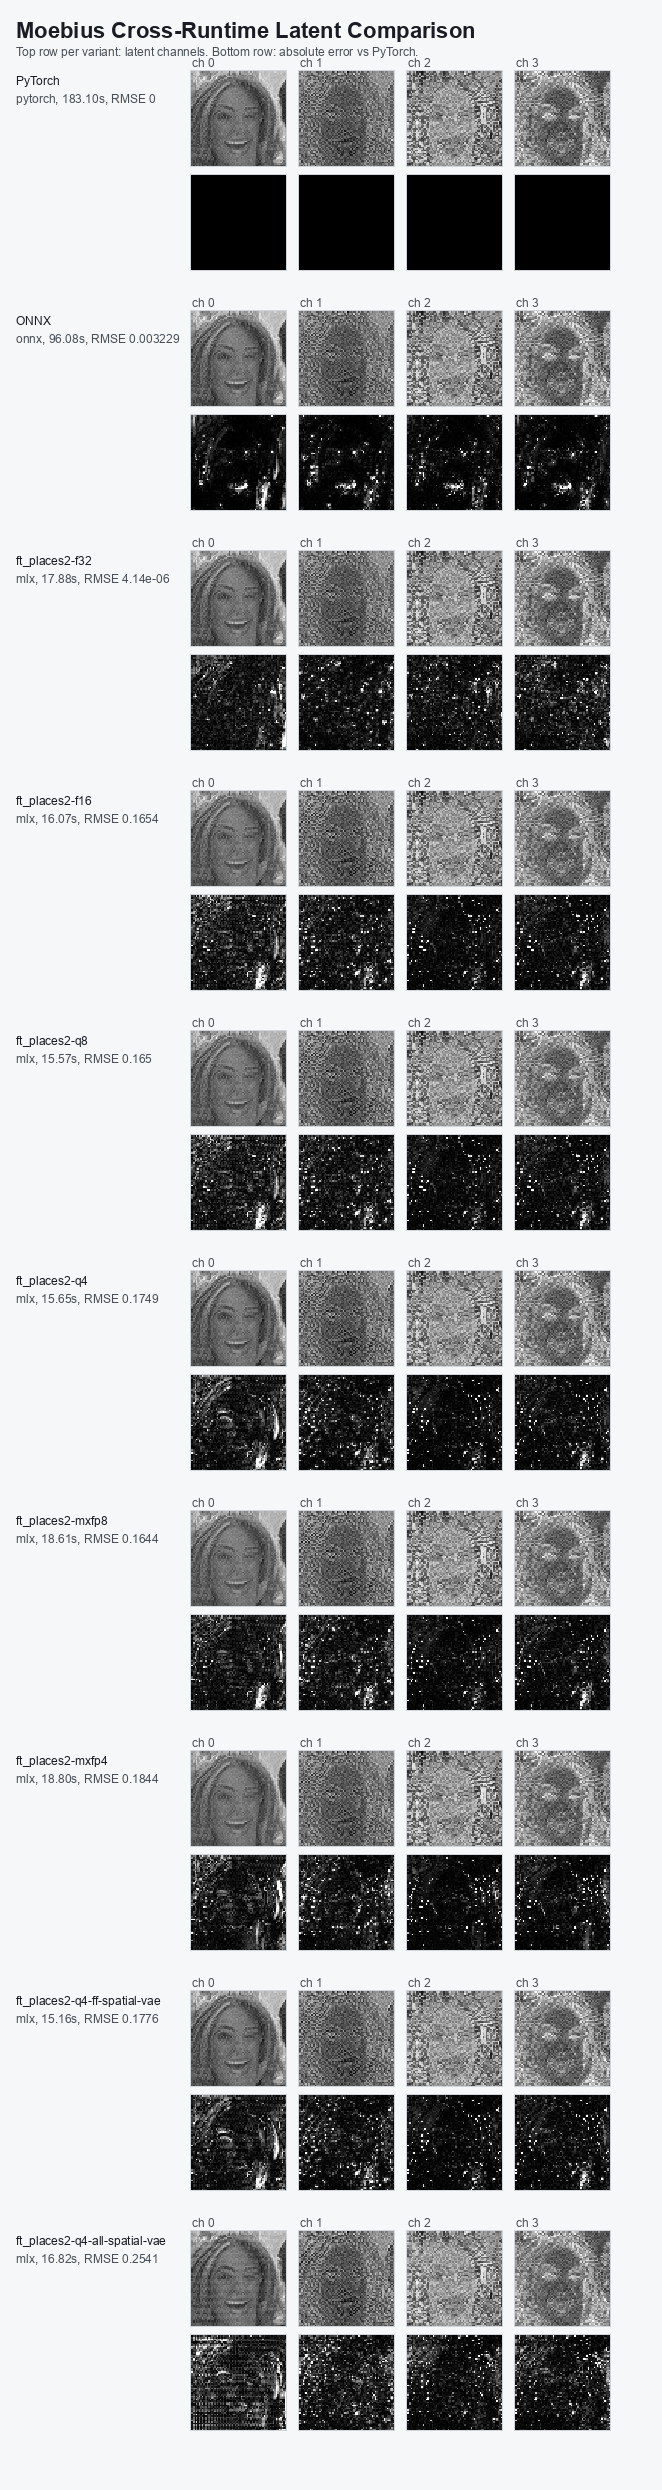 Moebius Cross-Runtime Latent Comparison
Top row per variant: latent channels. Bottom row: absolute error vs PyTorch.
ch 0 ch 1 ch 2 ch 3
PyTorch
pytorch, 183.10s, RMSE 0
ch 0 ch 1 ch 2 ch 3
ONNX
onnx, 96.08s, RMSE 0.003229
ch 0 ch 1 ch 2 ch 3
ft_places2-f32
mlx, 17.88s, RMSE 4.14e-06
ch 0 ch 1 ch 2 ch 3
ft_places2-f16
mlx, 16.07s, RMSE 0.1654
ch 0 ch 1 ch 2 ch 3
ft_places2-q8
mlx, 15.57s, RMSE 0.165
ch 0 ch 1 ch 2 ch 3
ft_places2-q4
mlx, 15.65s, RMSE 0.1749
ch 0 ch 1 ch 2 ch 3
ft_places2-mxfp8
mlx, 18.61s, RMSE 0.1644
ch 0 ch 1 ch 2 ch 3
ft_places2-mxfp4
mlx, 18.80s, RMSE 0.1844
ch 0 ch 1 ch 2 ch 3
ft_places2-q4-ff-spatial-vae
mlx, 15.16s, RMSE 0.1776
ch 0 ch 1 ch 2 ch 3
ft_places2-q4-all-spatial-vae
mlx, 16.82s, RMSE 0.2541